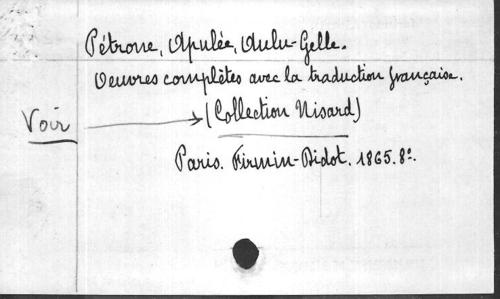 Pétrone, Apulée, Aulu-Gelle.
Oeuvres complètes avec la traduction française.
Voir → (Collection Nisard)
Paris. Firmin-Didot. 1865. 8°.